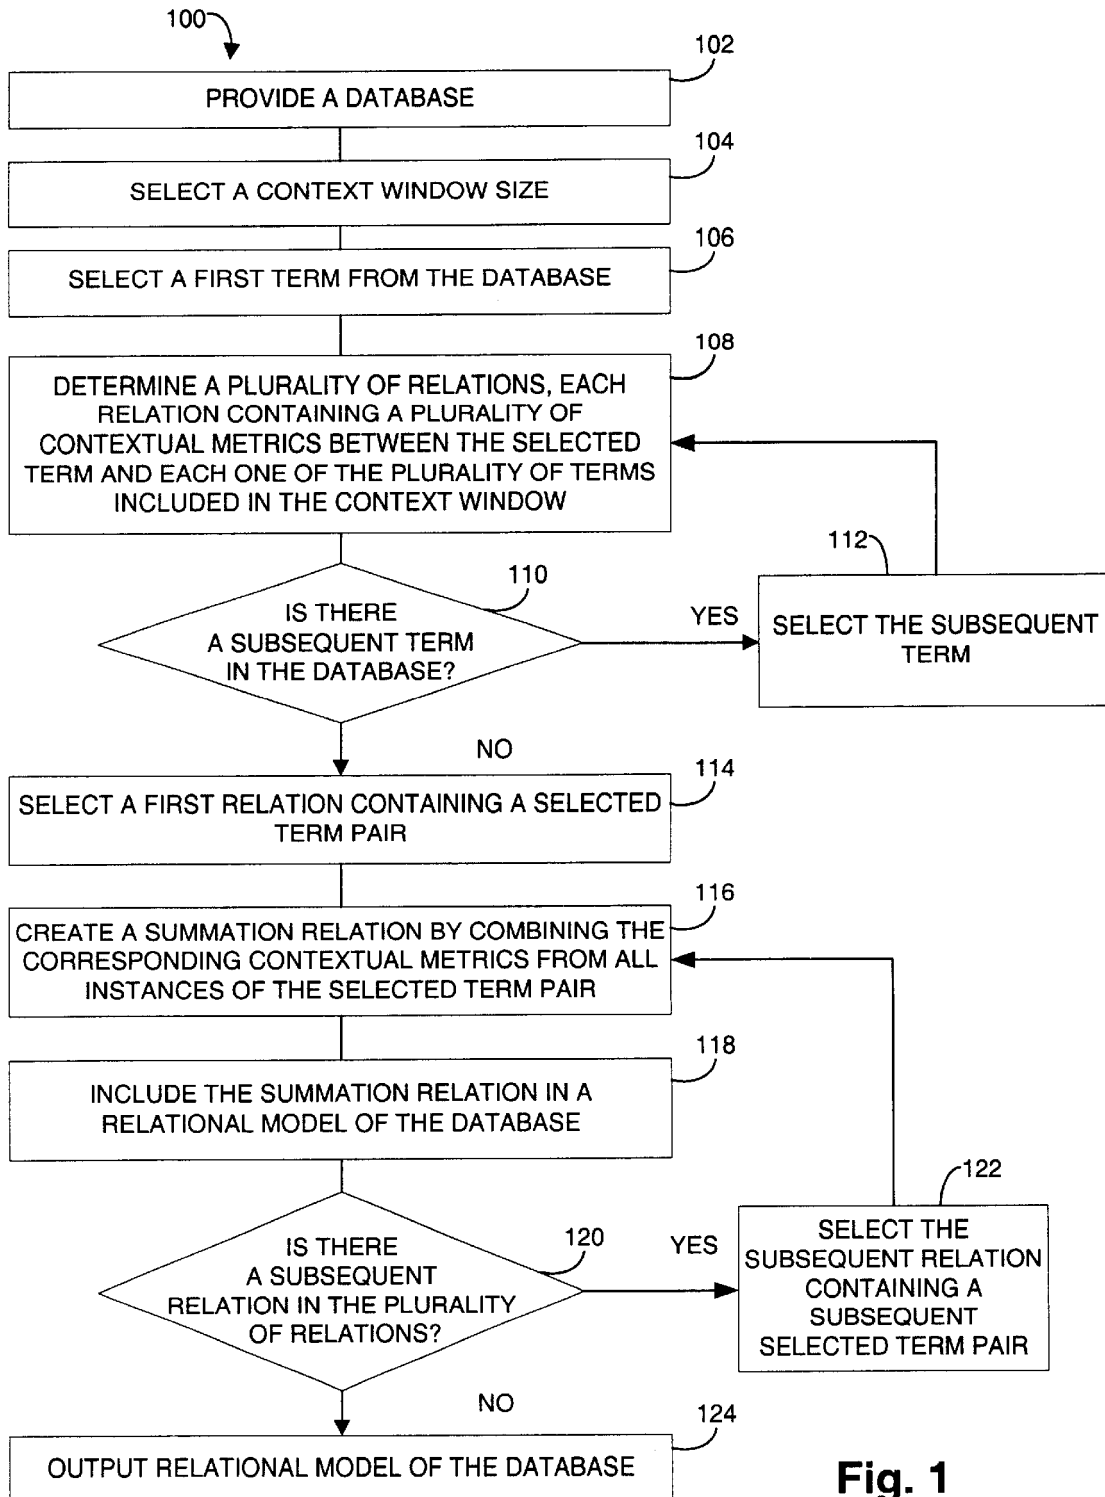 100
102
PROVIDE A DATABASE
104
SELECT A CONTEXT WINDOW SIZE
106
SELECT A FIRST TERM FROM THE DATABASE
108
DETERMINE A PLURALITY OF RELATIONS, EACH
RELATION CONTAINING A PLURALITY OF
CONTEXTUAL METRICS BETWEEN THE SELECTED
TERM AND EACH ONE OF THE PLURALITY OF TERMS
INCLUDED IN THE CONTEXT WINDOW
110
IS THERE
A SUBSEQUENT TERM
IN THE DATABASE?
YES
112
SELECT THE SUBSEQUENT
TERM
NO
114
SELECT A FIRST RELATION CONTAINING A SELECTED
TERM PAIR
116
CREATE A SUMMATION RELATION BY COMBINING THE
CORRESPONDING CONTEXTUAL METRICS FROM ALL
INSTANCES OF THE SELECTED TERM PAIR
118
INCLUDE THE SUMMATION RELATION IN A
RELATIONAL MODEL OF THE DATABASE
120
IS THERE
A SUBSEQUENT
RELATION IN THE PLURALITY
OF RELATIONS?
YES
122
SELECT THE
SUBSEQUENT RELATION
CONTAINING A
SUBSEQUENT
SELECTED TERM PAIR
NO
124
OUTPUT RELATIONAL MODEL OF THE DATABASE
Fig. 1